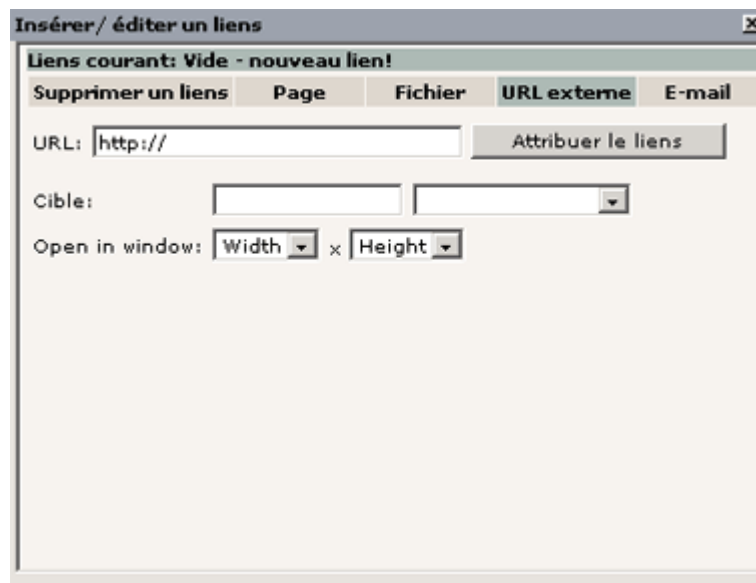 Insérer/ éditer un liens
Liens courant: Vide - nouveau lien!
Supprimer un liens Page Fichier URL externe E-mail
URL: http:// Attribuer le liens
Cible:
Open in window: Width x Height